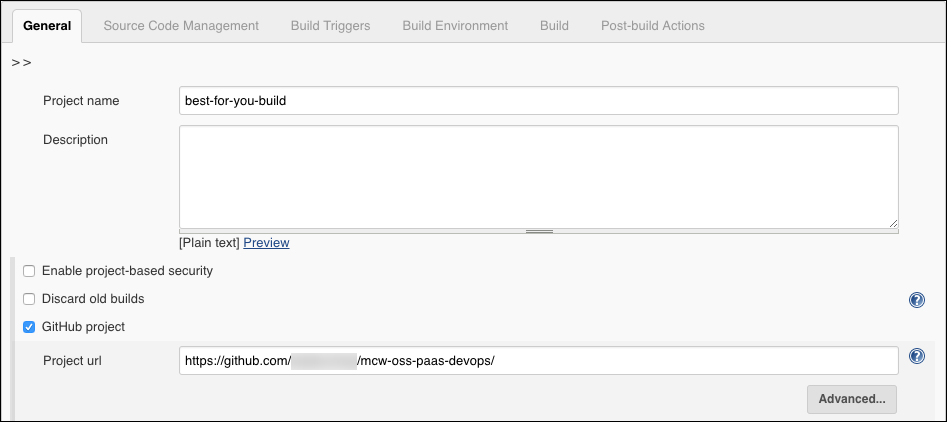 General Source Code Management Build Triggers Build Environment Build Post-build Actions
>>
Project name best-for-you-build
Description
[Plain text] Preview
Enable project-based security
Discard old builds ?
GitHub project
Project url https://github.com/ /mcw-oss-paas-devops/ ?
Advanced...